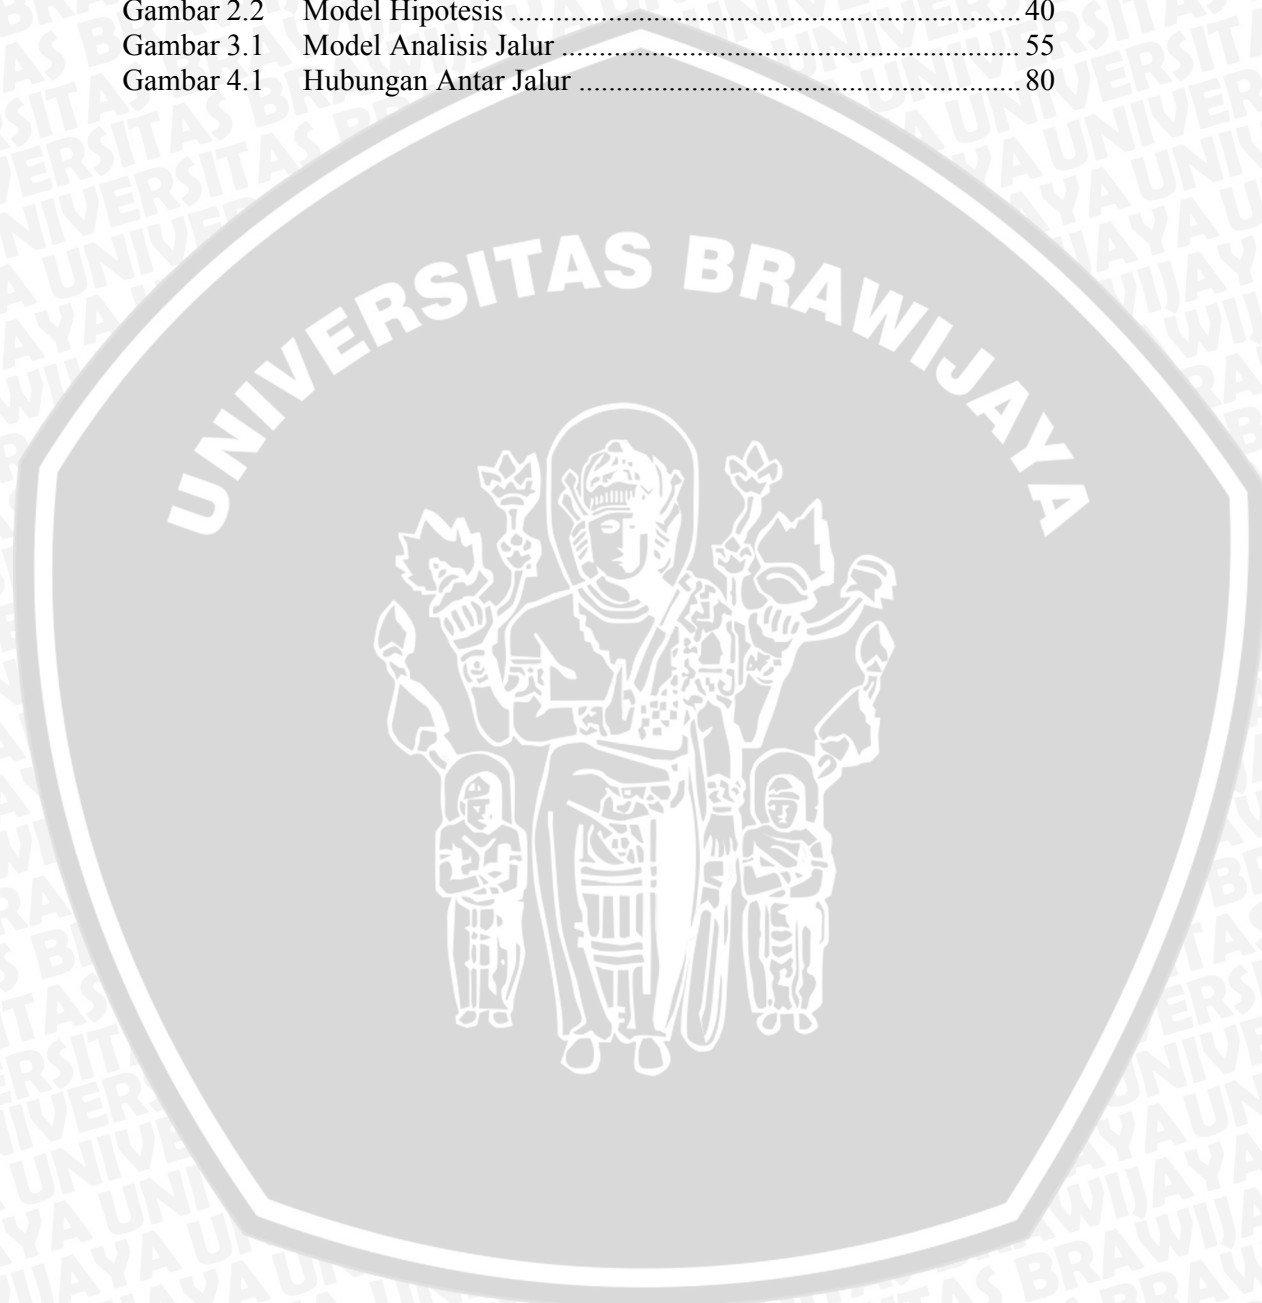 Gambar 2.2 Model Hipotesis ........................................................................ 40
Gambar 3.1 Model Analisis Jalur ................................................................. 55
Gambar 4.1 Hubungan Antar Jalur .............................................................. 80
UNIVERSITAS BRAWIJAYA